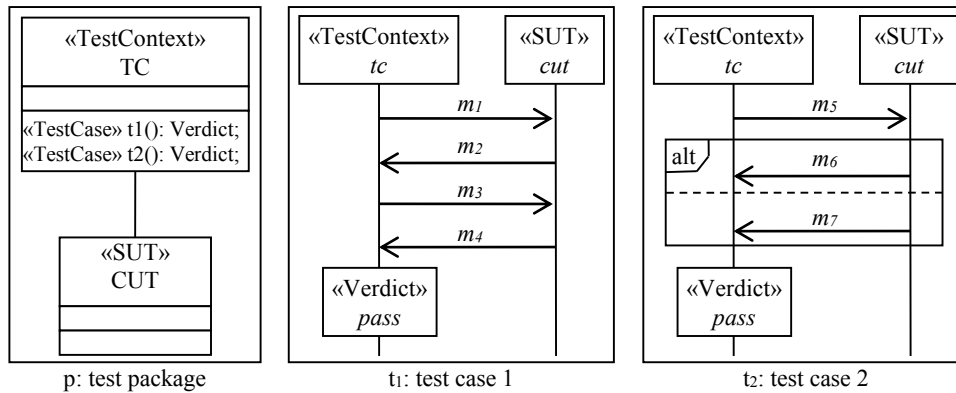 «TestContext»
TC
«TestCase» t1(): Verdict;
«TestCase» t2(): Verdict;
«SUT»
CUT
p: test package
«TestContext»
tc
«SUT»
cut
m1
m2
m3
m4
«Verdict»
pass
t1: test case 1
«TestContext»
tc
«SUT»
cut
m5
alt
m6
m7
«Verdict»
pass
t2: test case 2